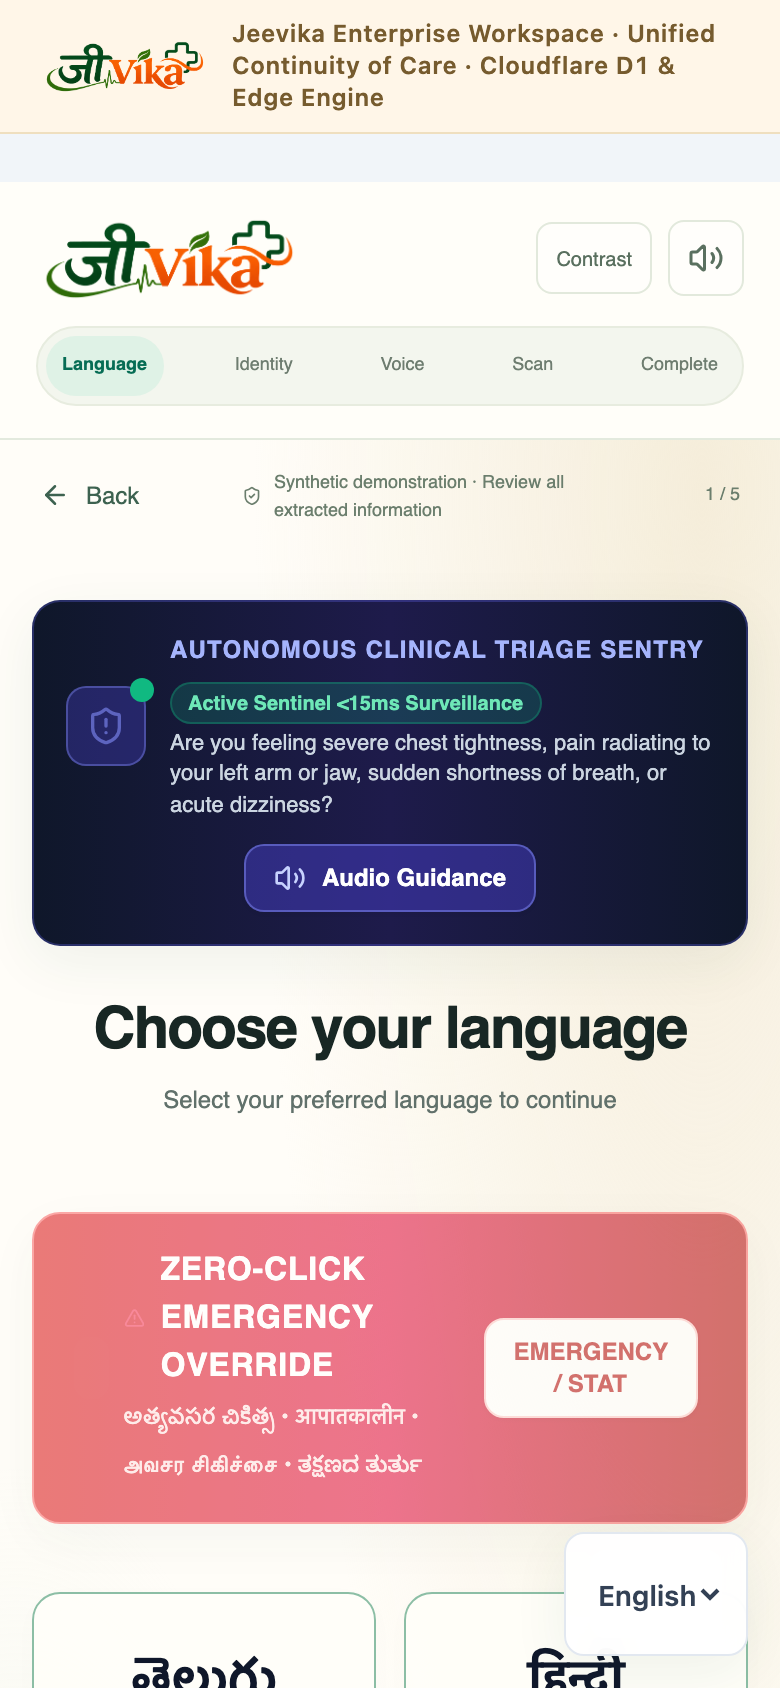 जीvika
Jeevika Enterprise Workspace · Unified
Continuity of Care · Cloudflare D1 &
Edge Engine
जीvika
Contrast
Language
Identity
Voice
Scan
Complete
Back
Synthetic demonstration · Review all
extracted information
1 / 5
AUTONOMOUS CLINICAL TRIAGE SENTRY
Active Sentinel <15ms Surveillance
Are you feeling severe chest tightness, pain radiating to
your left arm or jaw, sudden shortness of breath, or
acute dizziness?
Audio Guidance
Choose your language
Select your preferred language to continue
ZERO-CLICK
EMERGENCY
OVERRIDE
అత్యవసర చికిత్స • आपातकालीन •
அவசர சிகிச்சை • ತಕ್ಷಣದ ತುರ್ತು
EMERGENCY
/ STAT
English
తెలుగు
हिन्दी